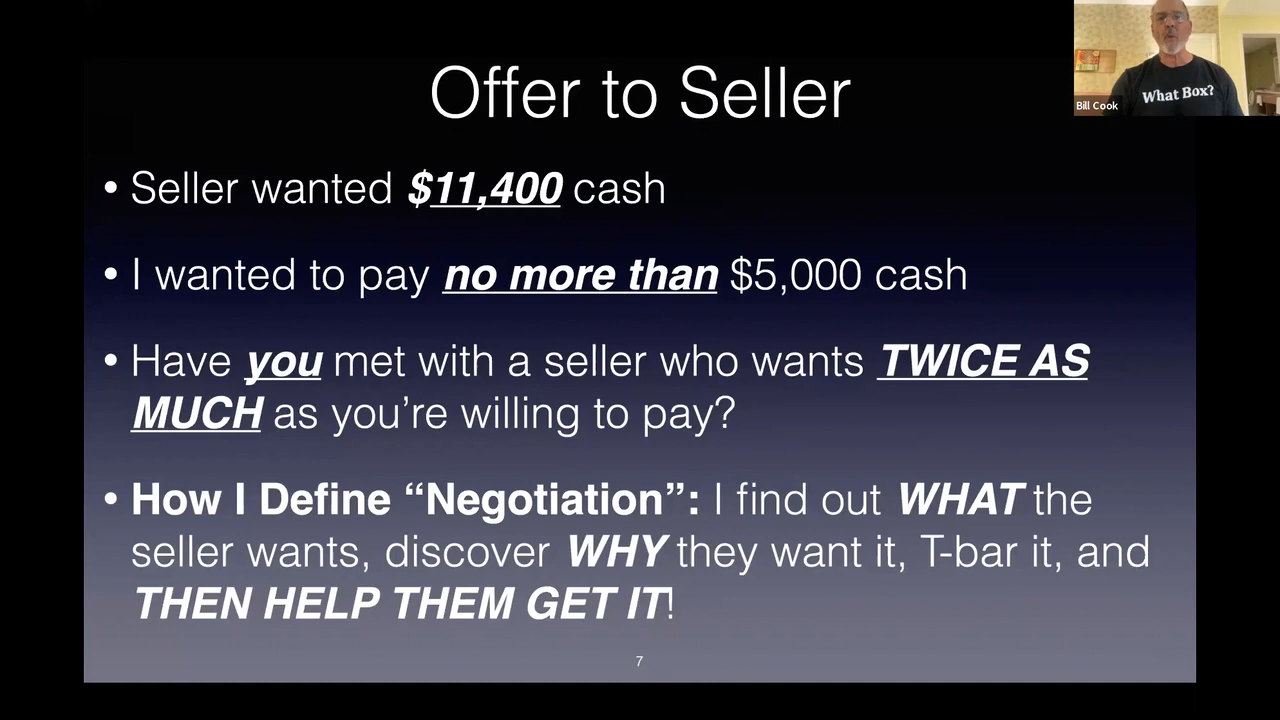 Offer to Seller
• Seller wanted $11,400 cash
• I wanted to pay no more than $5,000 cash
• Have you met with a seller who wants TWICE AS
MUCH as you’re willing to pay?
• How I Define “Negotiation”: I find out WHAT the
seller wants, discover WHY they want it, T-bar it, and
THEN HELP THEM GET IT!
7
What Box?
Bill Cook